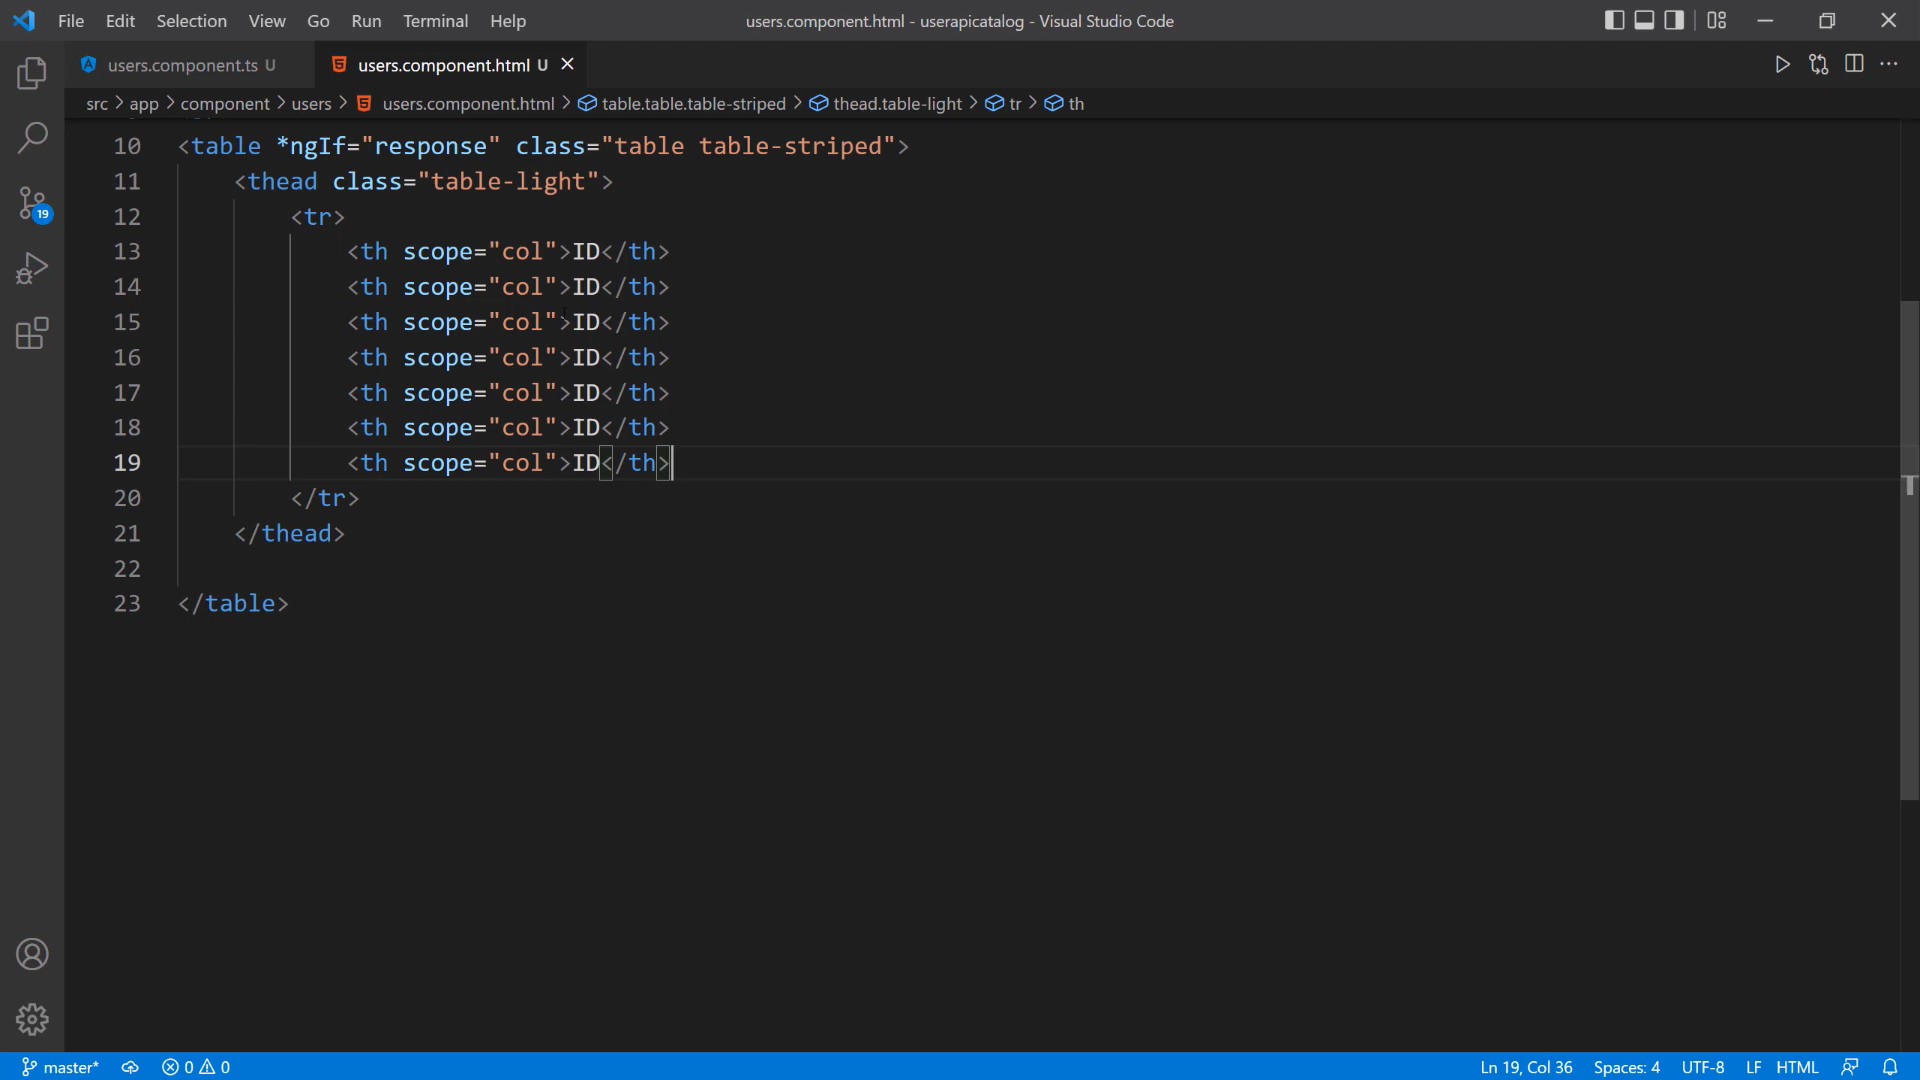 File Edit Selection View Go Run Terminal Help users.component.html - userapicatalog - Visual Studio Code
users.component.ts U users.component.html U
src > app > component > users > users.component.html > table.table.table-striped > thead.table-light > tr > th
10 <table *ngIf="response" class="table table-striped">
11 <thead class="table-light">
12 <tr>
13 <th scope="col">ID</th>
14 <th scope="col">ID</th>
15 <th scope="col">ID</th>
16 <th scope="col">ID</th>
17 <th scope="col">ID</th>
18 <th scope="col">ID</th>
19 <th scope="col">ID</th>
20 </tr>
21 </thead>
22
23 </table>
19
master* 0 0 Ln 19, Col 36 Spaces: 4 UTF-8 LF HTML